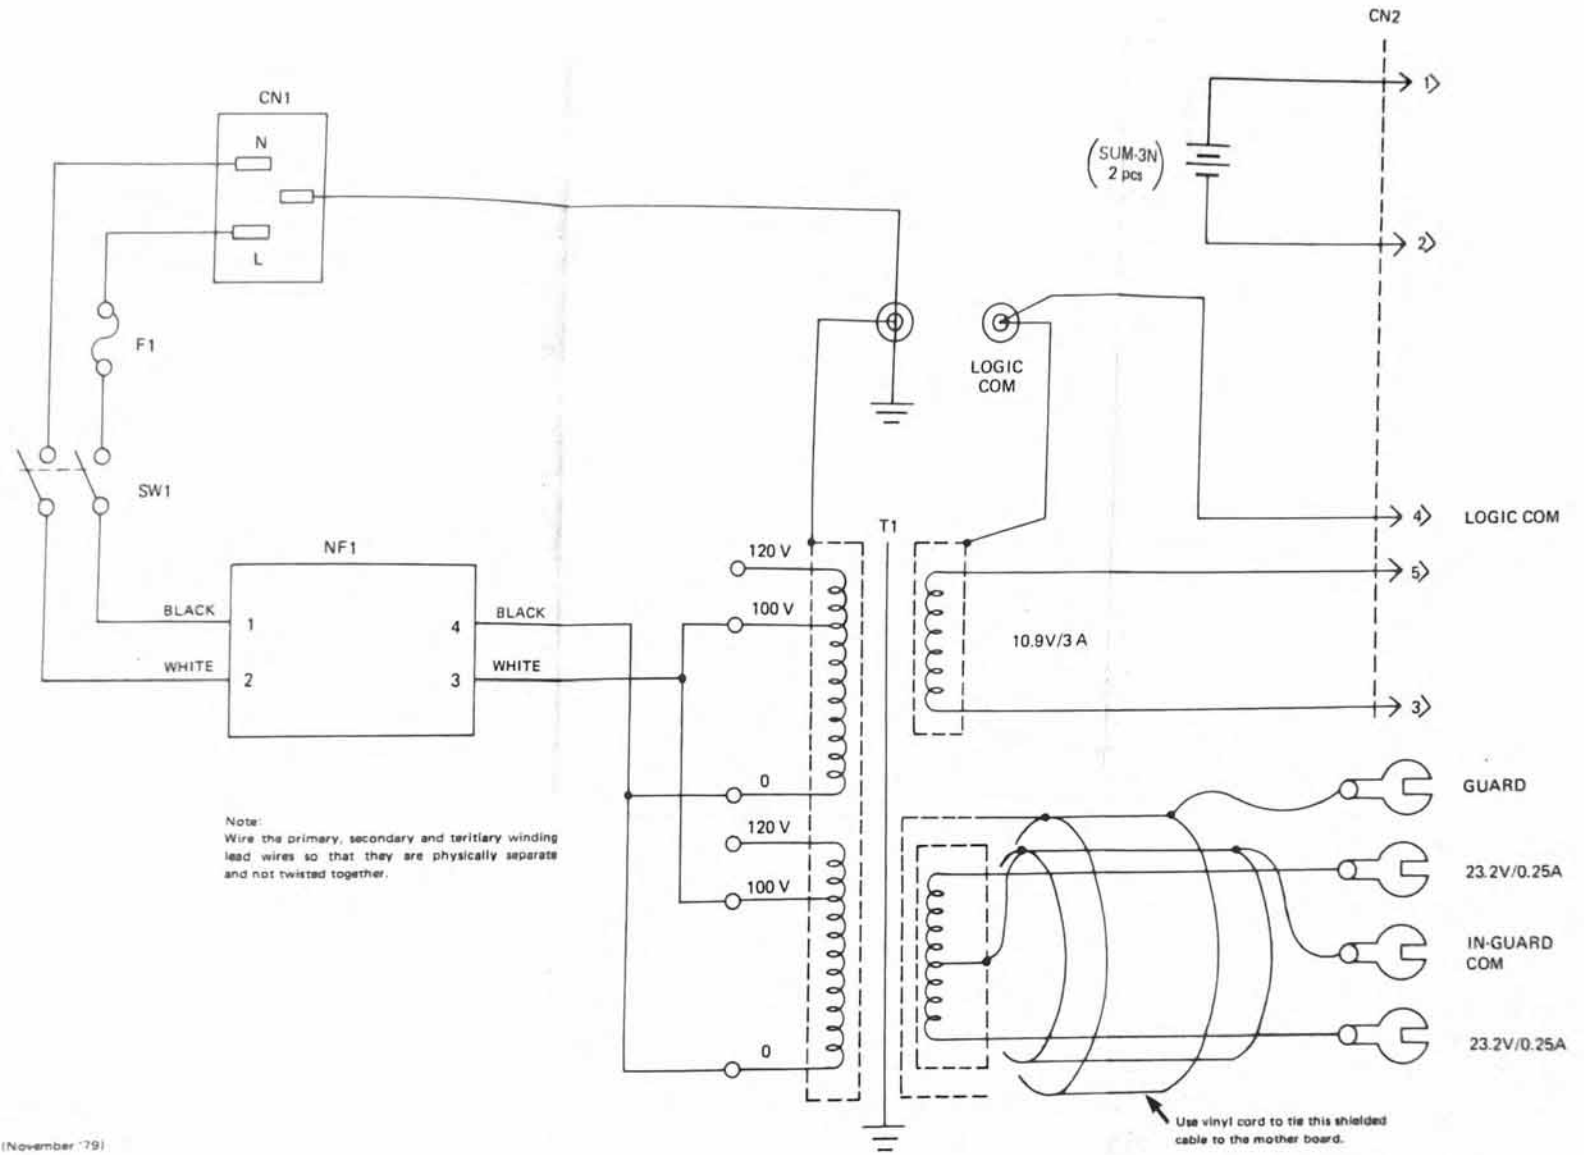 CN2
1
CN1
N
(SUM-3N
2 pcs)
L
2
F1
LOGIC
COM
SW1
T1
4
LOGIC COM
NF1
120 V
5
BLACK
1
4
BLACK
100 V
10.9V/3 A
WHITE
2
3
WHITE
3
0
GUARD
120 V
Note:
Wire the primary, secondary and teritiary winding
lead wires so that they are physically separate
and not twisted together.
100 V
23.2V/0.25A
IN-GUARD
COM
0
23.2V/0.25A
Use vinyl cord to tie this shielded
cable to the mother board.
(November '79)